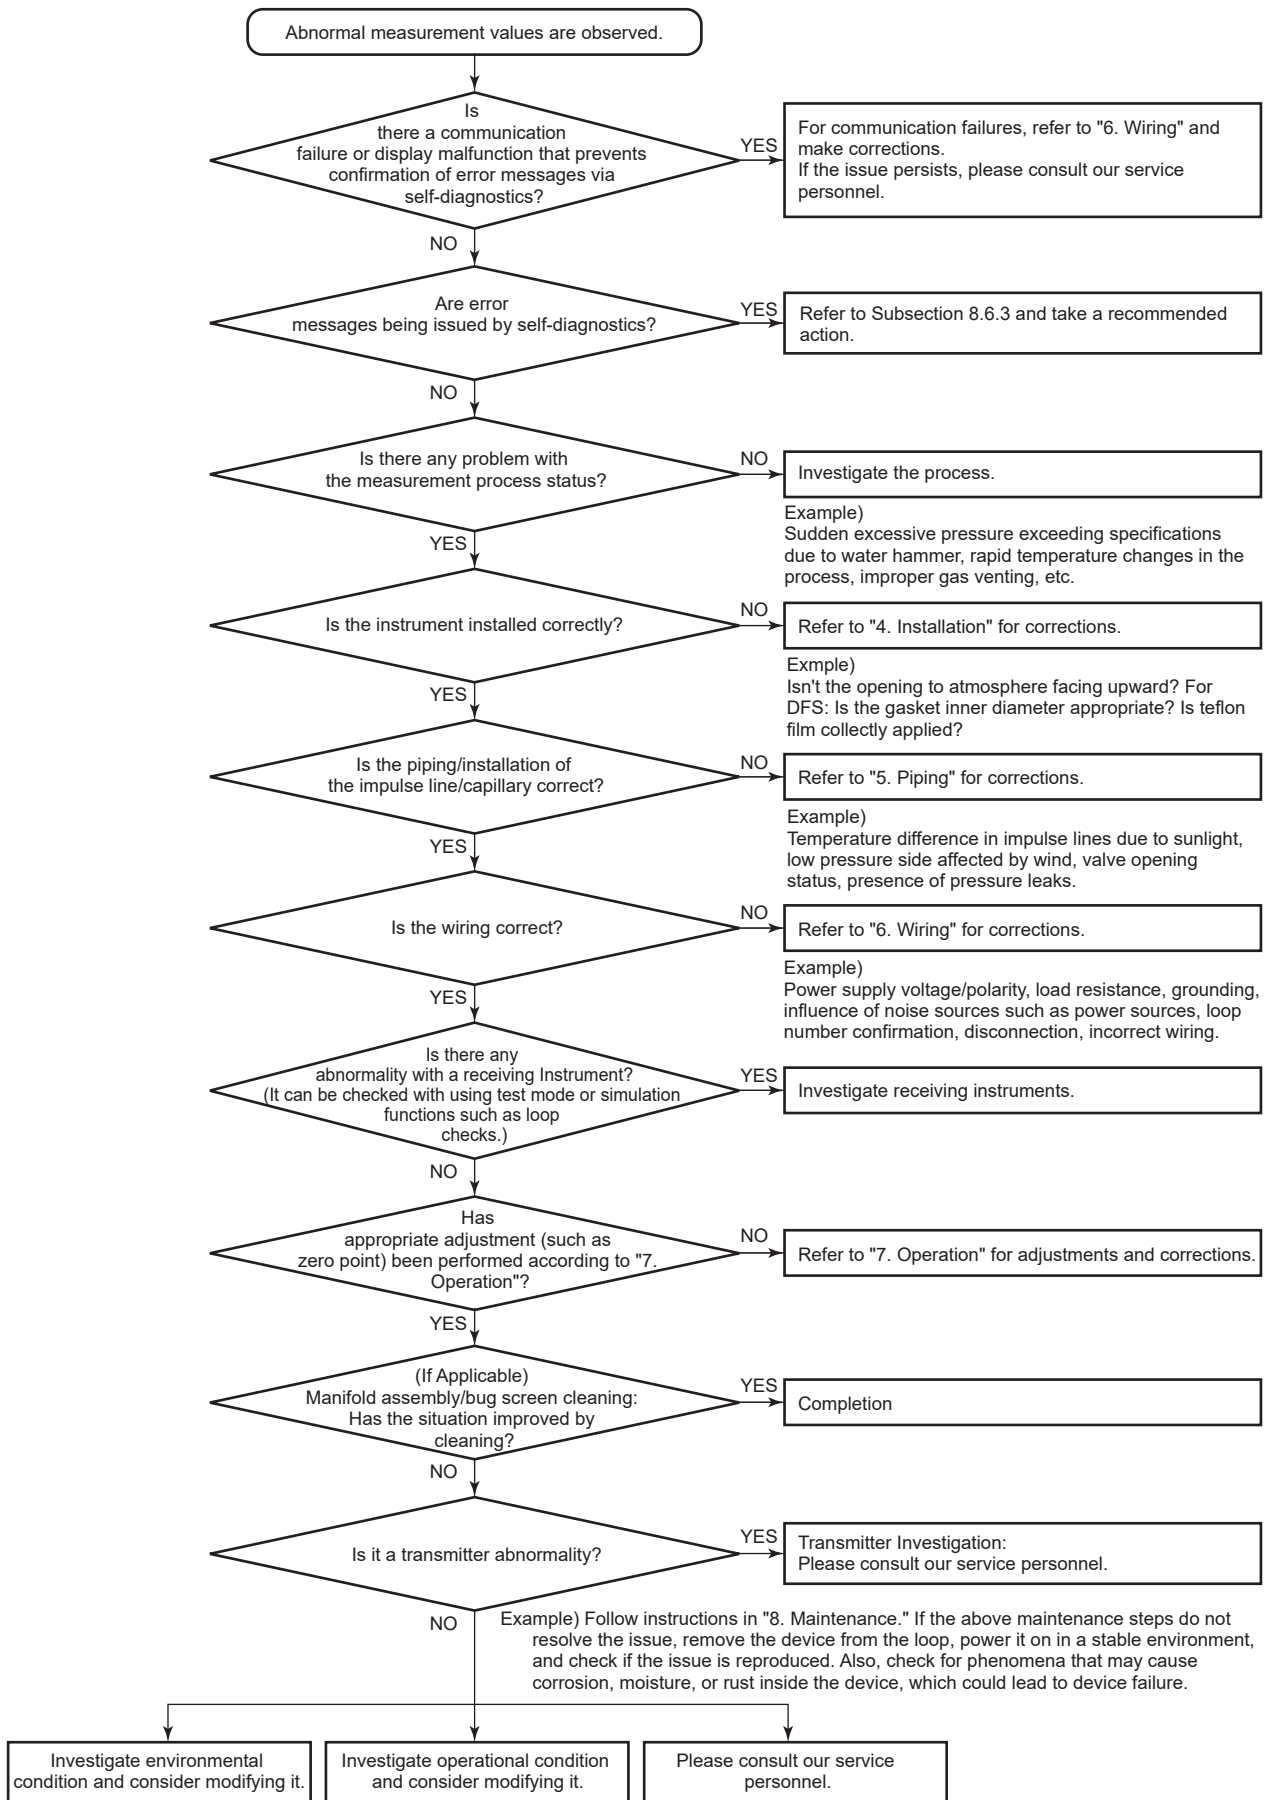 Abnormal measurement values are observed.
Is
there a communication
failure or display malfunction that prevents
confirmation of error messages via
self-diagnostics?
YES
For communication failures, refer to "6. Wiring" and
make corrections.
If the issue persists, please consult our service
personnel.
NO
Are error
messages being issued by self-diagnostics?
YES
Refer to Subsection 8.6.3 and take a recommended
action.
NO
Is there any problem with
the measurement process status?
NO
Investigate the process.
Example)
Sudden excessive pressure exceeding specifications
due to water hammer, rapid temperature changes in the
process, improper gas venting, etc.
YES
Is the instrument installed correctly?
NO
Refer to "4. Installation" for corrections.
Exmple)
Isn't the opening to atmosphere facing upward? For
DFS: Is the gasket inner diameter appropriate? Is teflon
film collectly applied?
YES
Is the piping/installation of
the impulse line/capillary correct?
NO
Refer to "5. Piping" for corrections.
Example)
Temperature difference in impulse lines due to sunlight,
low pressure side affected by wind, valve opening
status, presence of pressure leaks.
YES
Is the wiring correct?
NO
Refer to "6. Wiring" for corrections.
Example)
Power supply voltage/polarity, load resistance, grounding,
influence of noise sources such as power sources, loop
number confirmation, disconnection, incorrect wiring.
YES
Is there any
abnormality with a receiving Instrument?
(It can be checked with using test mode or simulation
functions such as loop
checks.)
YES
Investigate receiving instruments.
NO
Has
appropriate adjustment (such as
zero point) been performed according to "7.
Operation"?
NO
Refer to "7. Operation" for adjustments and corrections.
YES
(If Applicable)
Manifold assembly/bug screen cleaning:
Has the situation improved by
cleaning?
YES
Completion
NO
Is it a transmitter abnormality?
YES
Transmitter Investigation:
Please consult our service personnel.
NO
Example) Follow instructions in "8. Maintenance." If the above maintenance steps do not
resolve the issue, remove the device from the loop, power it on in a stable environment,
and check if the issue is reproduced. Also, check for phenomena that may cause
corrosion, moisture, or rust inside the device, which could lead to device failure.
Investigate environmental
condition and consider modifying it.
Investigate operational condition
and consider modifying it.
Please consult our service
personnel.